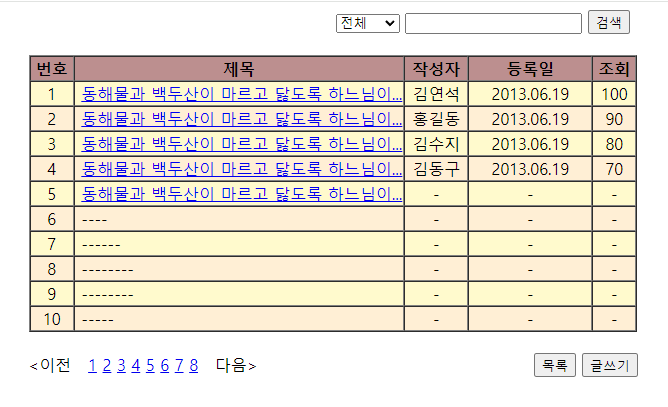 전체 검색
번호 제목 작성자 등록일 조회
1 동해물과 백두산이 마르고 닳도록 하느님이... 김연석 2013.06.19 100
2 동해물과 백두산이 마르고 닳도록 하느님이... 홍길동 2013.06.19 90
3 동해물과 백두산이 마르고 닳도록 하느님이... 김수지 2013.06.19 80
4 동해물과 백두산이 마르고 닳도록 하느님이... 김동구 2013.06.19 70
5 동해물과 백두산이 마르고 닳도록 하느님이... - - -
6 ---- - - -
7 ------ - - -
8 -------- - - -
9 -------- - - -
10 ----- - - -
<이전 1 2 3 4 5 6 7 8 다음> 목록 글쓰기